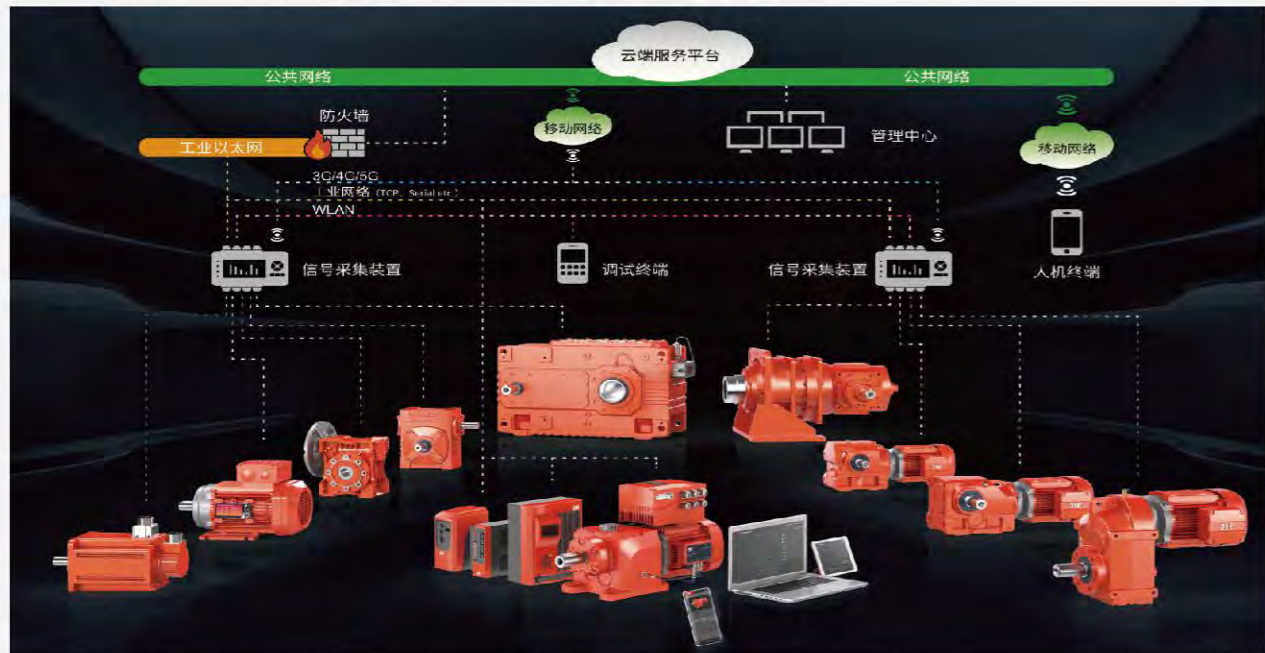 云端服务平台
公共网络
公共网络
防火墙
移动网络
管理中心
移动网络
工业以太网
3G/4G/5G
工业网络（TCP、Serial etc）
WLAN
信号采集装置
调试终端
信号采集装置
人机终端